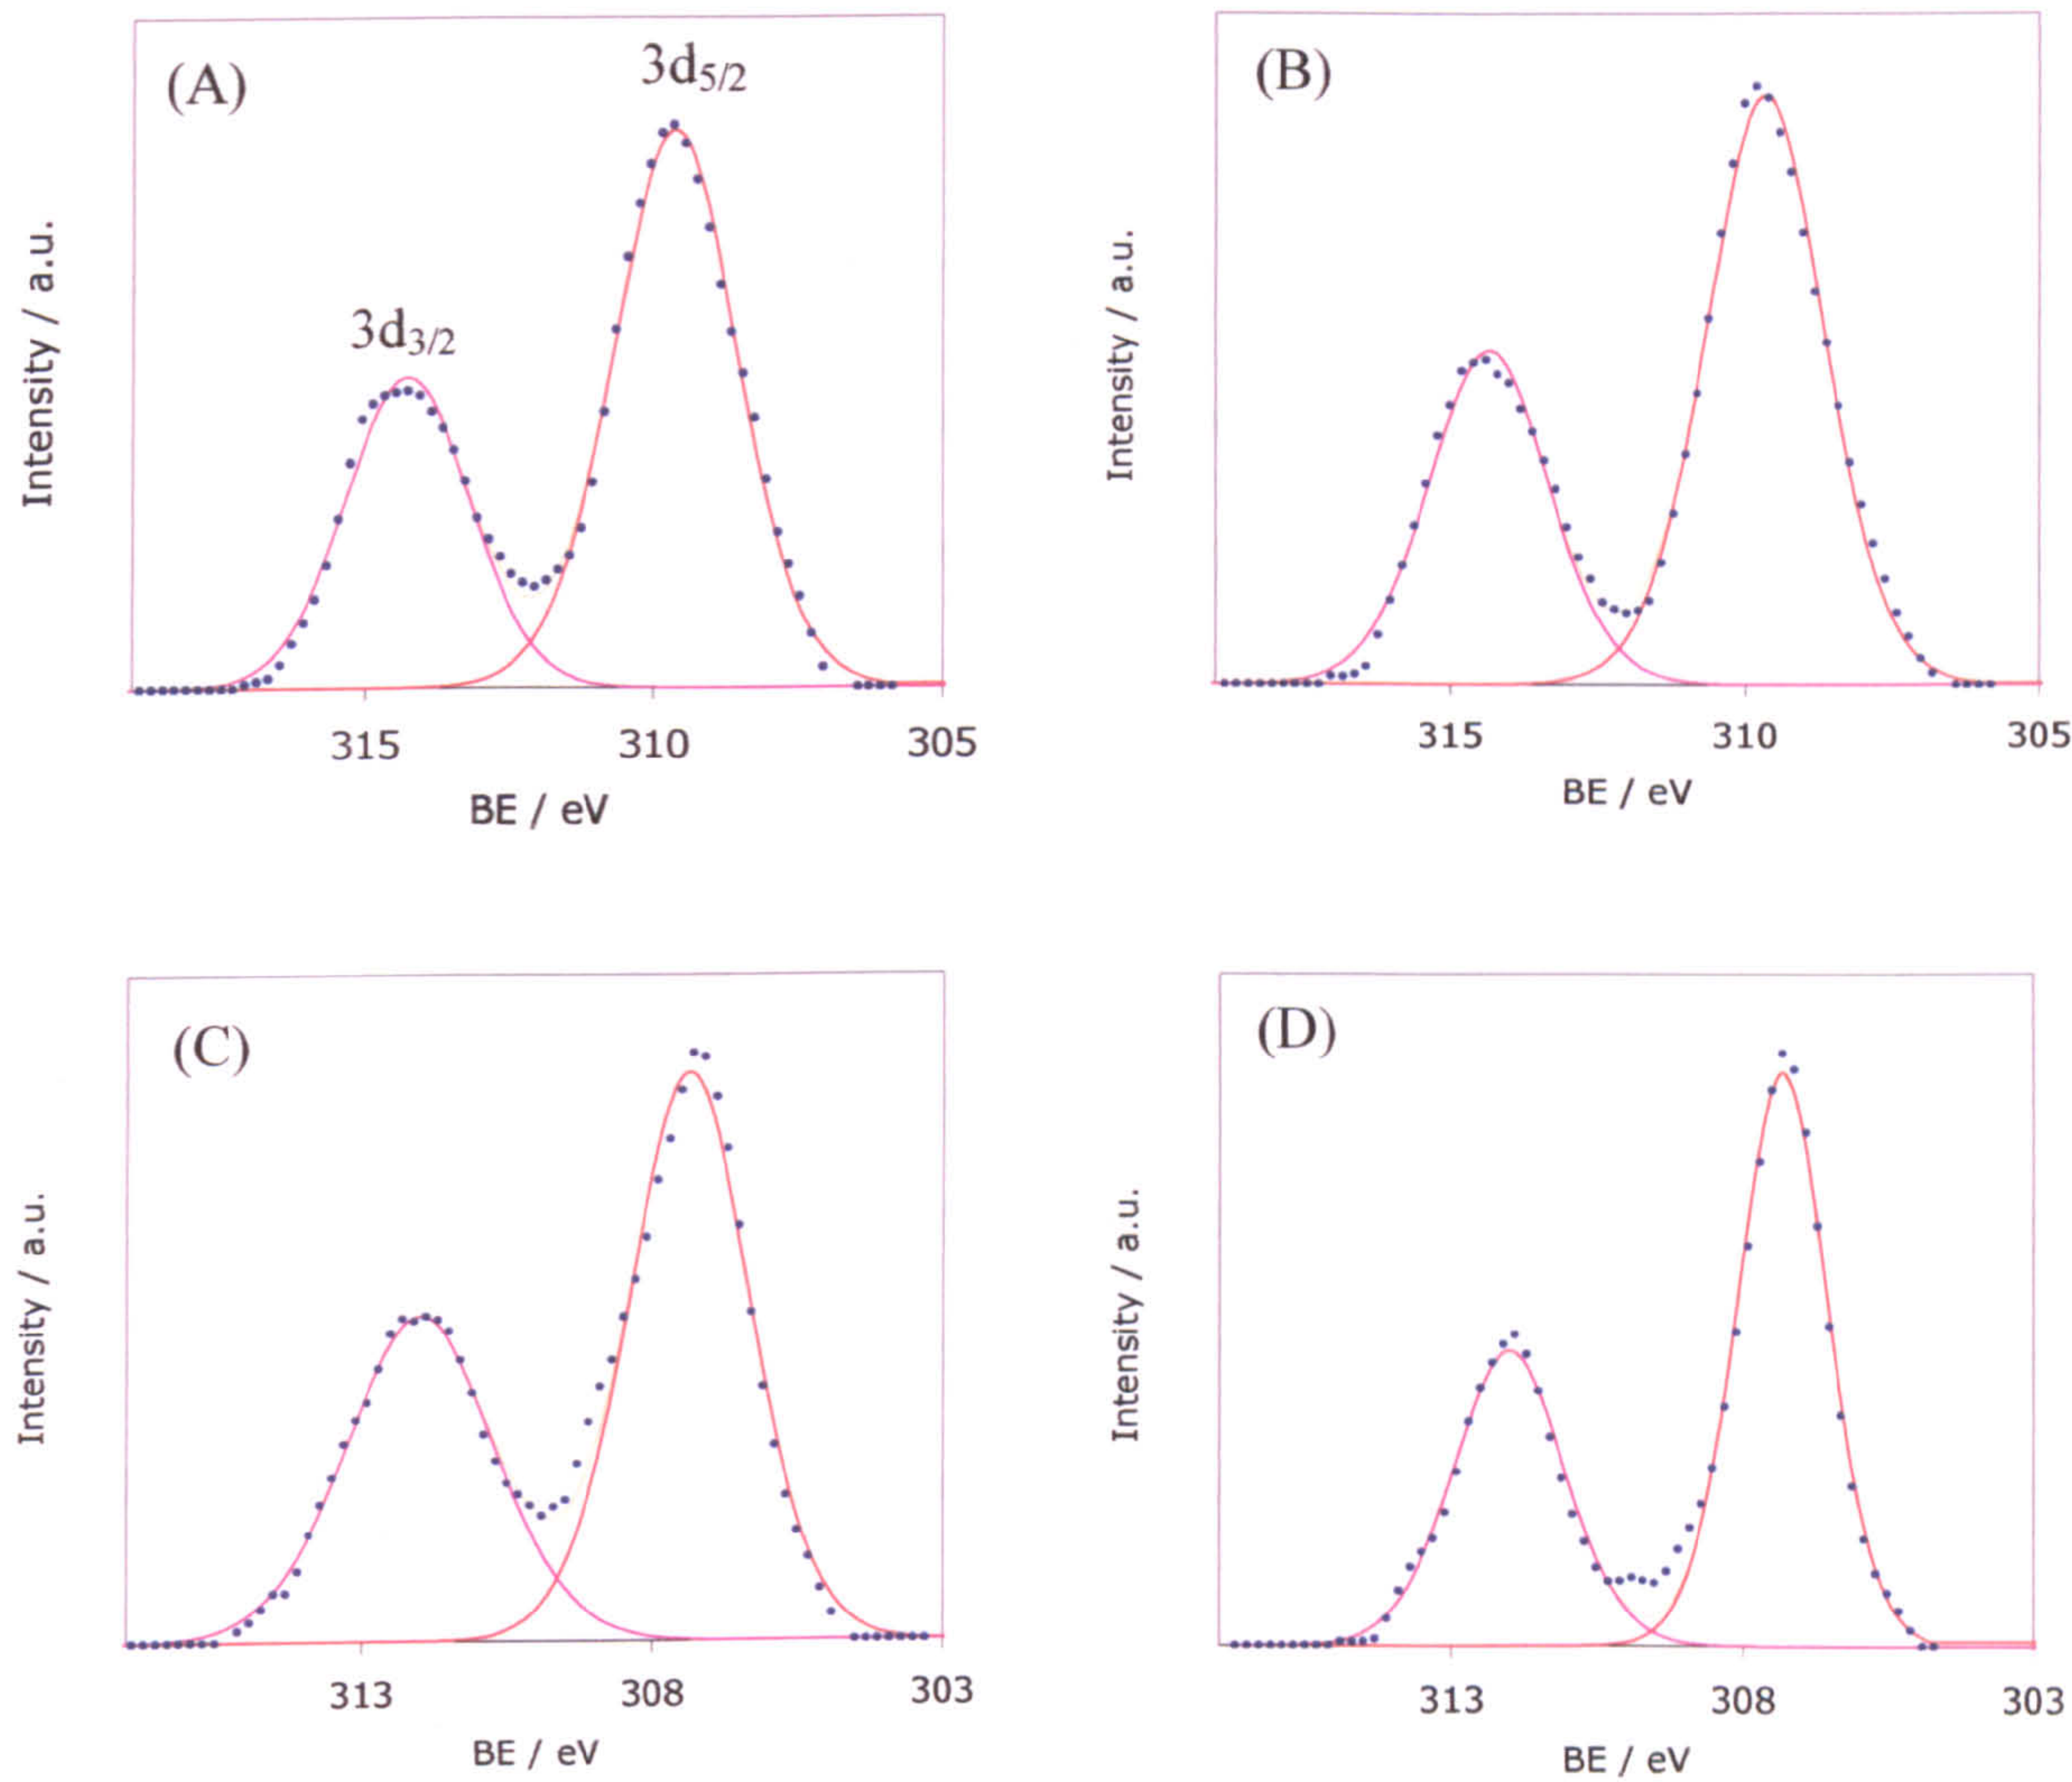 (A)
3d5/2
3d3/2
Intensity / a.u.
315 310 305
BE / eV
(B)
Intensity / a.u.
315 310 305
BE / eV
(C)
Intensity / a.u.
313 308 303
BE / eV
(D)
Intensity / a.u.
313 308 303
BE / eV